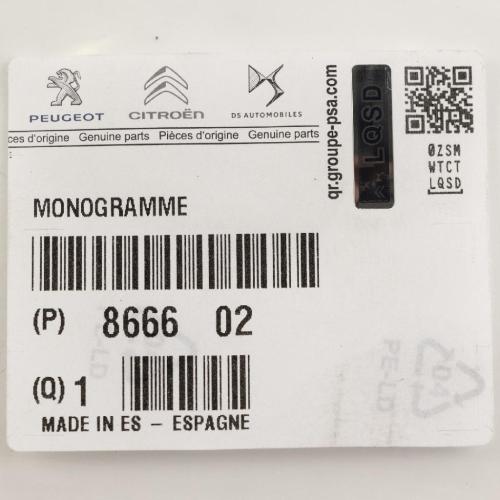 PEUGEOT CITROËN DS AUTOMOBILES
ces d'origine Genuine parts Pièces d'origine Genuine parts
qr.groupe-psa.com
LQSD
0ZSM
WTCT
LQSD
MONOGRAMME
(P) 8666 02
(Q) 1
MADE IN ES - ESPAGNE
PE-LD
04